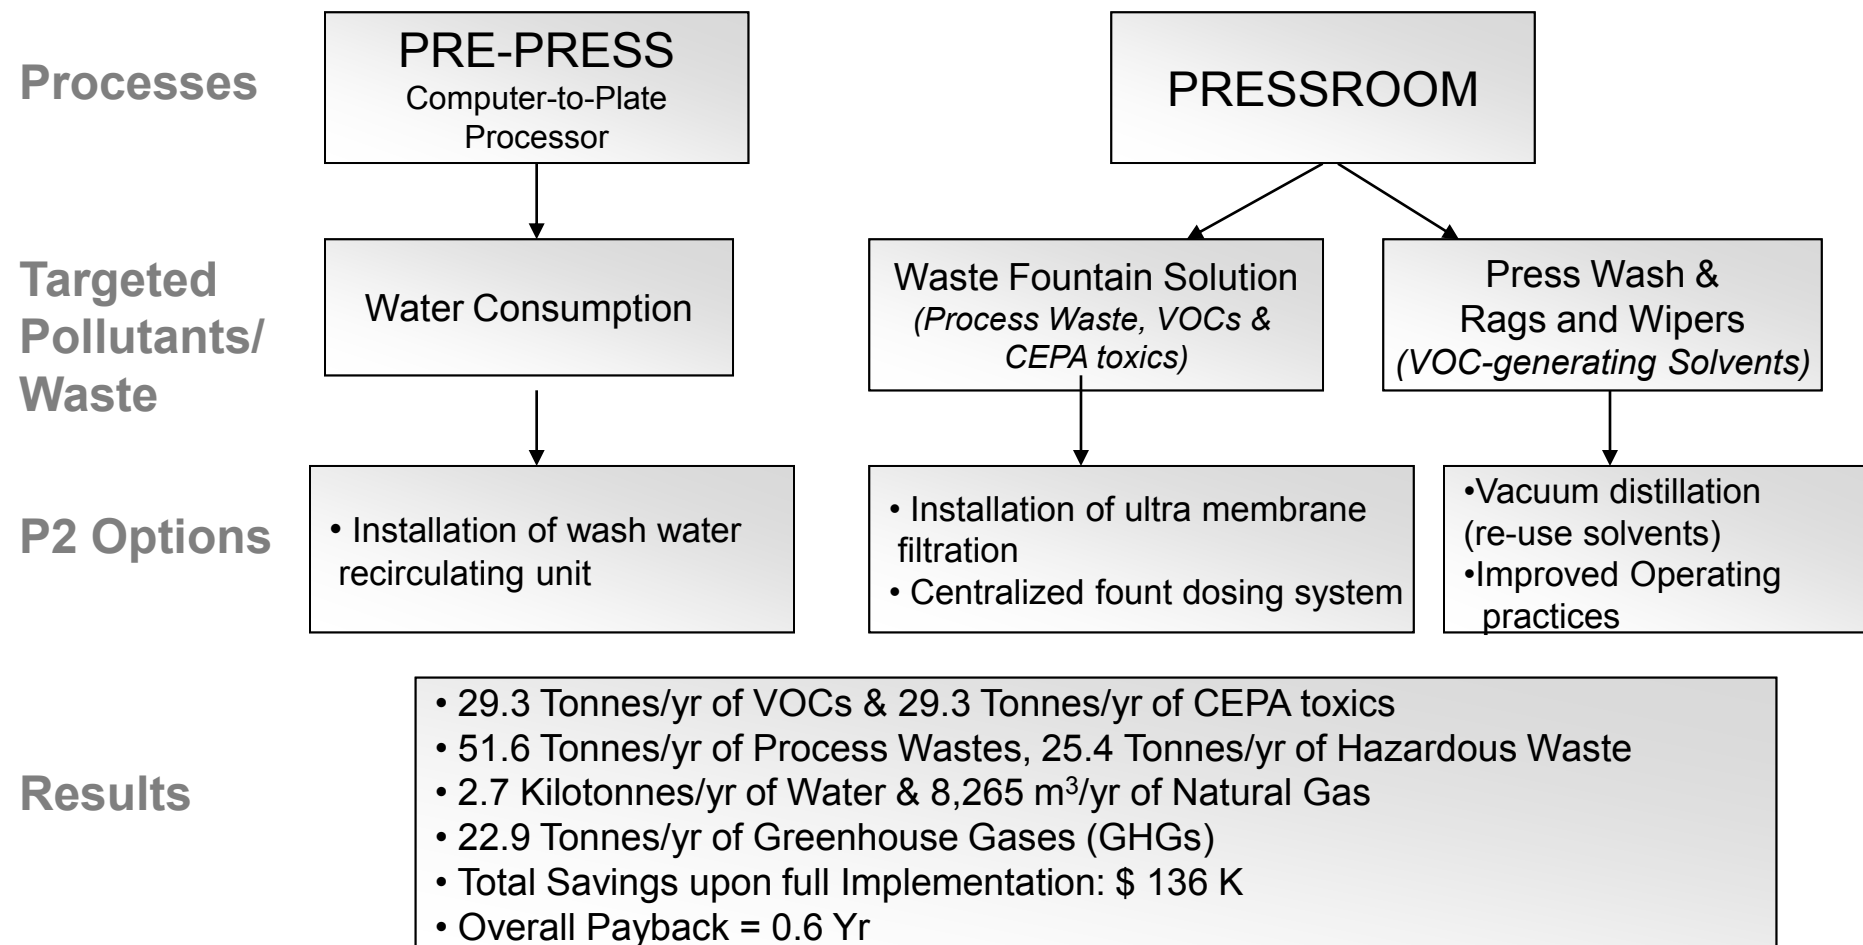 Processes
PRE-PRESS
Computer-to-Plate
Processor
PRESSROOM
Targeted
Pollutants/
Waste
Water Consumption
Waste Fountain Solution
(Process Waste, VOCs &
CEPA toxics)
Press Wash &
Rags and Wipers
(VOC-generating Solvents)
P2 Options
• Installation of wash water
recirculating unit
• Installation of ultra membrane
filtration
• Centralized fount dosing system
•Vacuum distillation
(re-use solvents)
•Improved Operating
practices
Results
• 29.3 Tonnes/yr of VOCs & 29.3 Tonnes/yr of CEPA toxics
• 51.6 Tonnes/yr of Process Wastes, 25.4 Tonnes/yr of Hazardous Waste
• 2.7 Kilotonnes/yr of Water & 8,265 m³/yr of Natural Gas
• 22.9 Tonnes/yr of Greenhouse Gases (GHGs)
• Total Savings upon full Implementation: $ 136 K
• Overall Payback = 0.6 Yr